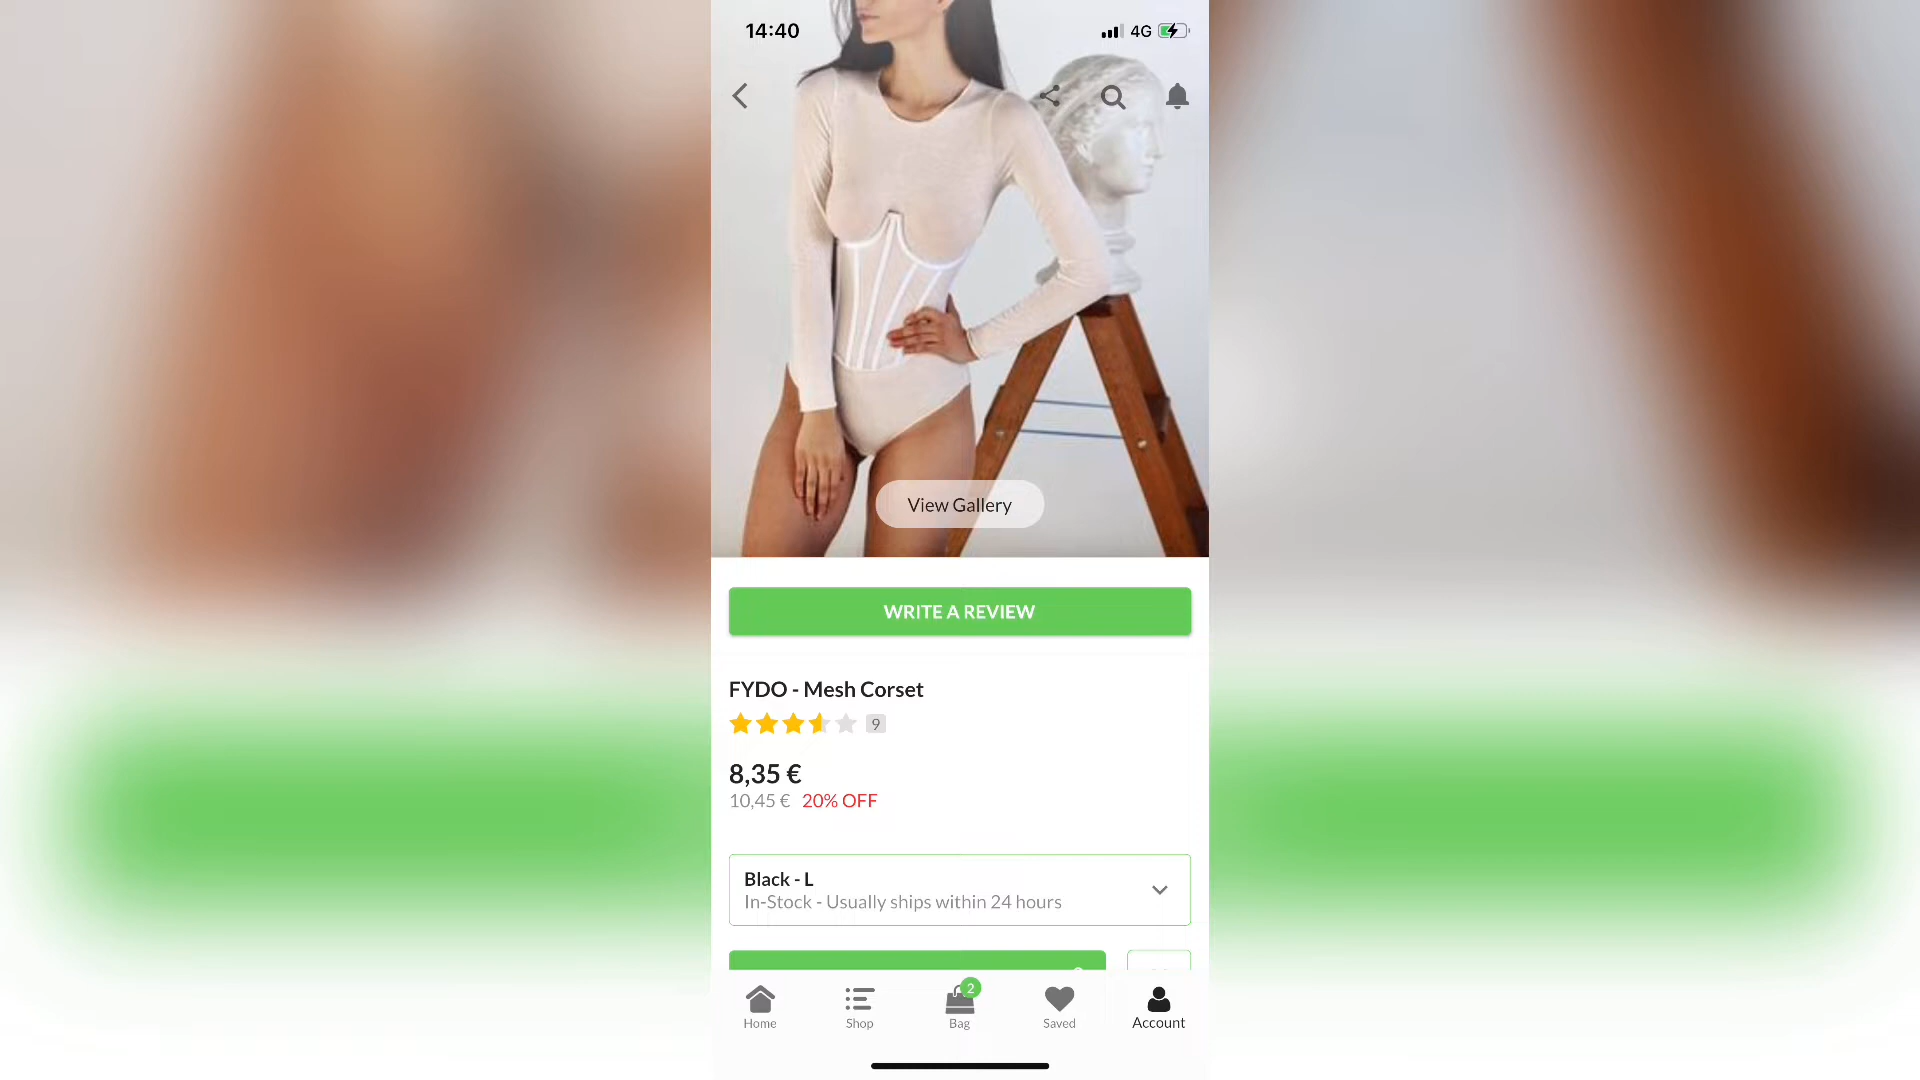 14:40
4G
View Gallery
WRITE A REVIEW
FYDO - Mesh Corset
9
8,35 €
10,45 € 20% OFF
Black - L
In-Stock - Usually ships within 24 hours
2
Home
Shop
Bag
Saved
Account